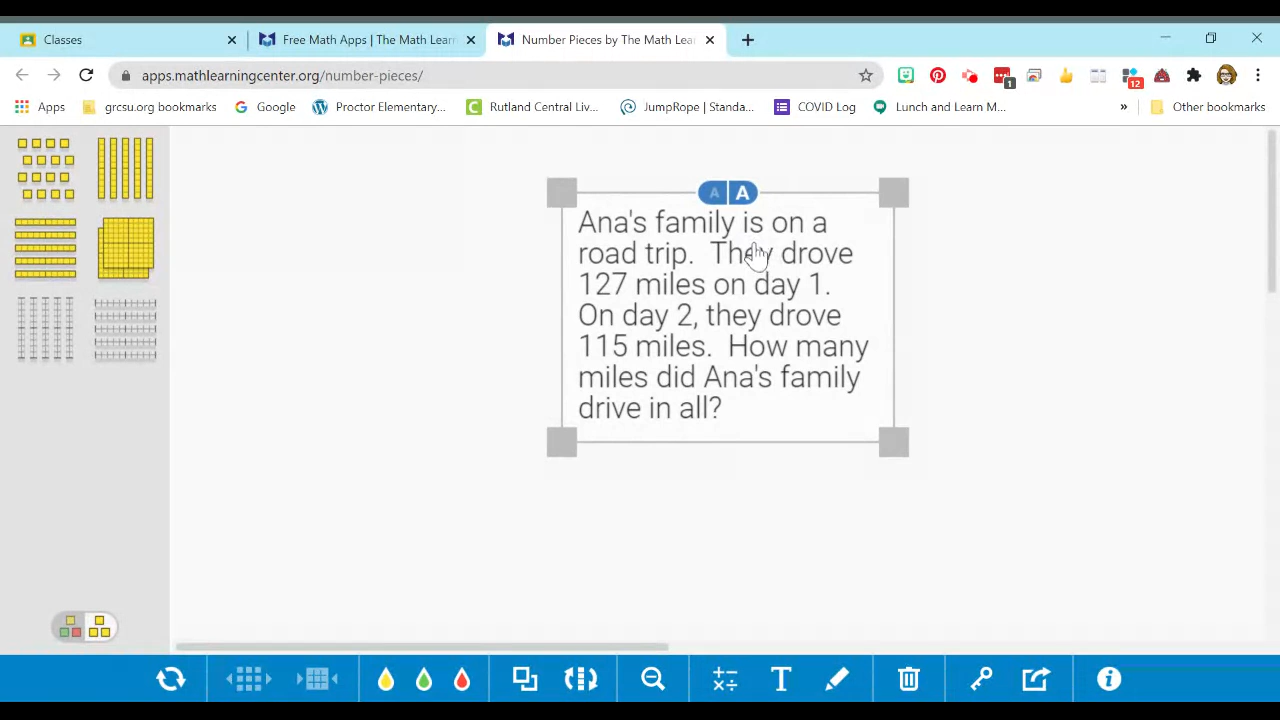 Classes
Free Math Apps | The Math Lear
Number Pieces by The Math Lea
apps.mathlearningcenter.org/number-pieces/
1
12
Apps
grcsu.org bookmarks
Google
Proctor Elementary...
Rutland Central Liv...
JumpRope | Standa...
COVID Log
Lunch and Learn M...
»
Other bookmarks
A A
Ana's family is on a
road trip. They drove
127 miles on day 1.
On day 2, they drove
115 miles. How many
miles did Ana's family
drive in all?
T